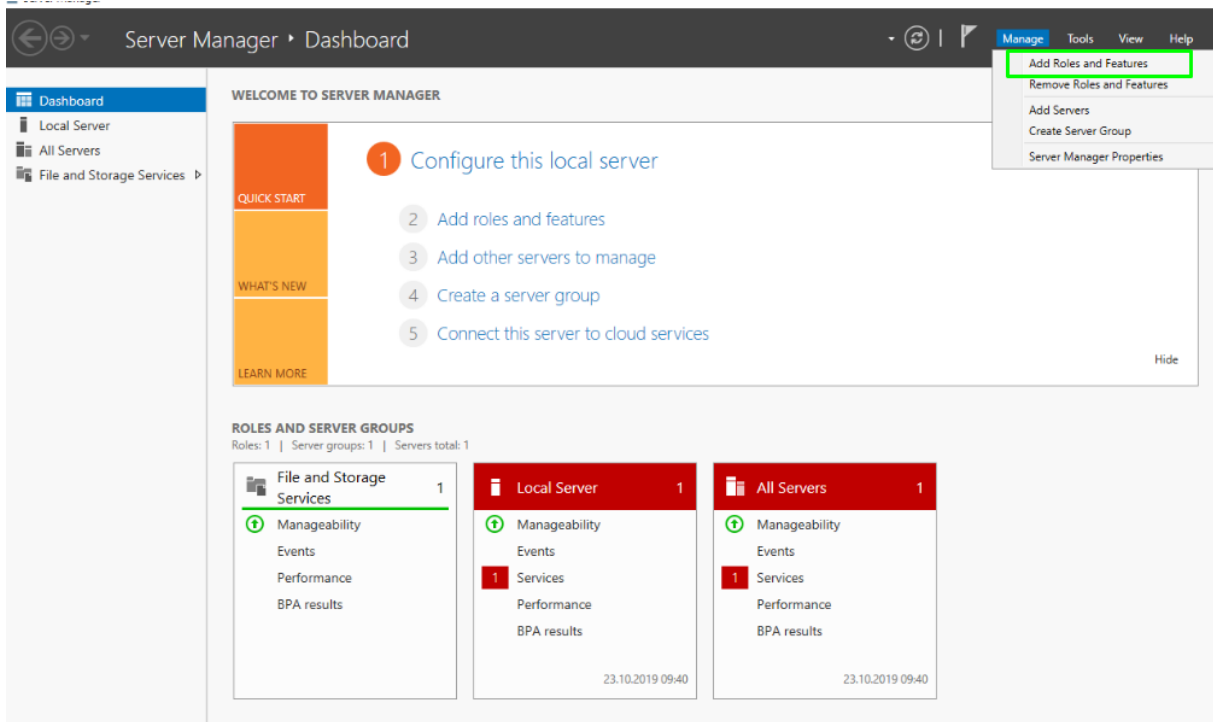 Server Manager • Dashboard
Manage Tools View Help
Add Roles and Features
Remove Roles and Features
Add Servers
Create Server Group
Server Manager Properties
Dashboard
Local Server
All Servers
File and Storage Services
WELCOME TO SERVER MANAGER
QUICK START
WHAT'S NEW
LEARN MORE
1 Configure this local server
2 Add roles and features
3 Add other servers to manage
4 Create a server group
5 Connect this server to cloud services
Hide
ROLES AND SERVER GROUPS
Roles: 1 | Server groups: 1 | Servers total: 1
File and Storage
Services
1
Manageability
Events
Performance
BPA results
Local Server 1
Manageability
Events
1 Services
Performance
BPA results
23.10.2019 09:40
All Servers 1
Manageability
Events
1 Services
Performance
BPA results
23.10.2019 09:40